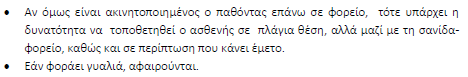 • Αν όμως είναι ακινητοποιημένος ο παθόντας επάνω σε φορείο, τότε υπάρχει η
δυνατότητα να τοποθετηθεί ο ασθενής σε πλάγια θέση, αλλά μαζί με τη σανίδα-
φορείο, καθώς και σε περίπτωση που κάνει έμετο.
• Εάν φοράει γυαλιά, αφαιρούνται.